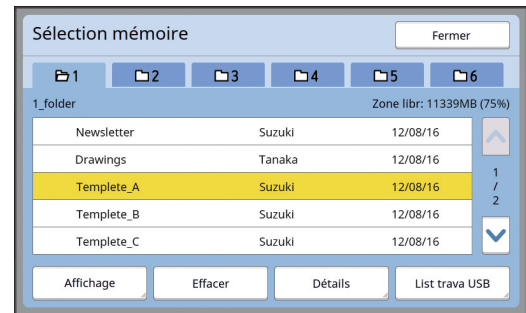 Sélection mémoire Fermer
1 2 3 4 5 6
1_folder Zone libr: 11339MB (75%)
Newsletter Suzuki 12/08/16
Drawings Tanaka 12/08/16
Templete_A Suzuki 12/08/16
Templete_B Suzuki 12/08/16
Templete_C Suzuki 12/08/16
1
/
2
Affichage Effacer Détails List trava USB